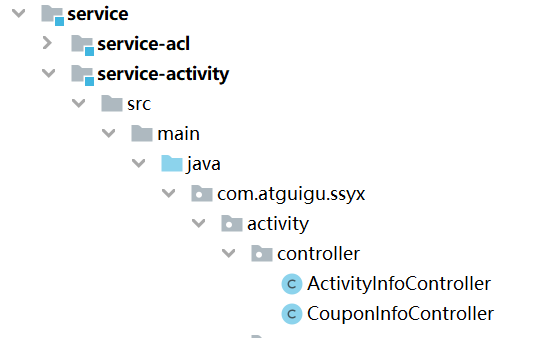 service
service-acl
service-activity
src
main
java
com.atguigu.ssyx
activity
controller
C ActivityInfoController
C CouponInfoController